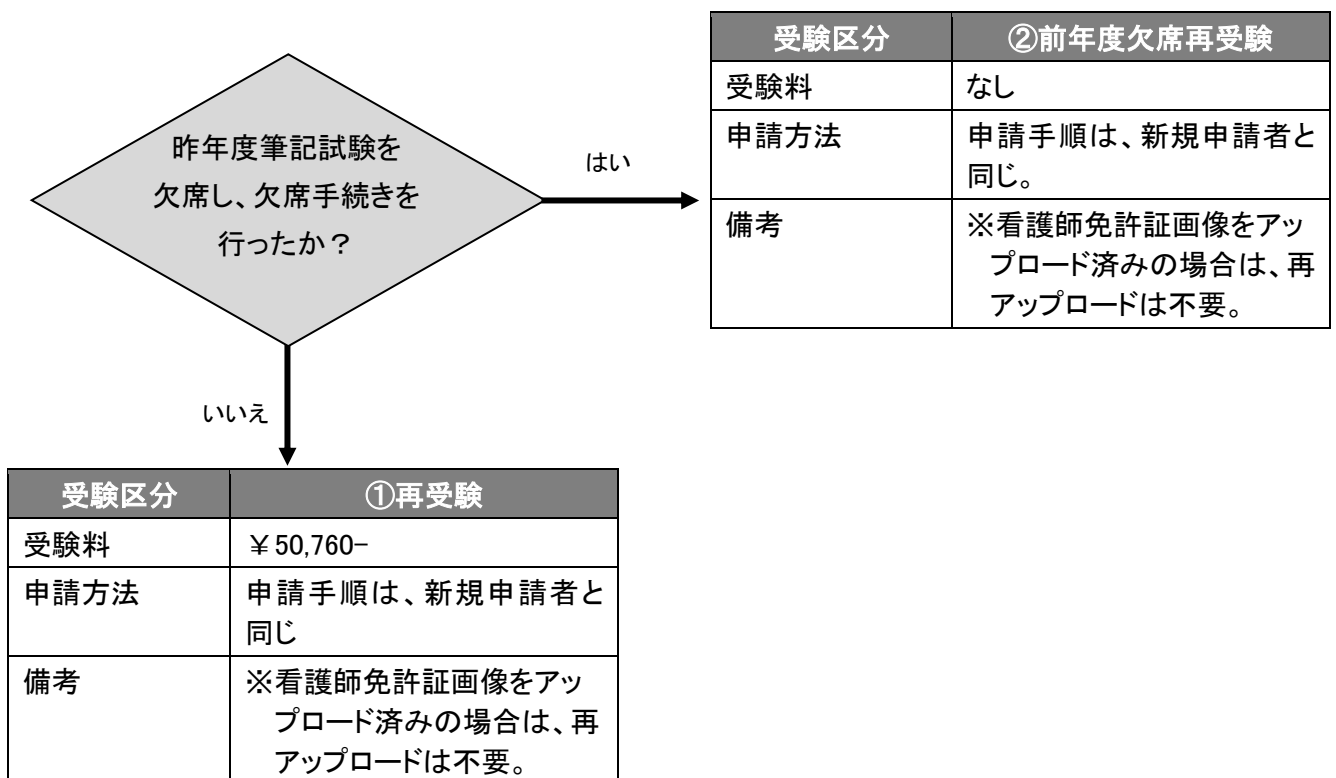 昨年度筆記試験を
欠席し、欠席手続きを
行ったか？
はい
受験区分 ②前年度欠席再受験
受験料 なし
申請方法 申請手順は、新規申請者と
同じ。
備考 ※看護師免許証画像をアッ
プロード済みの場合は、再
アップロードは不要。
いいえ
受験区分 ①再受験
受験料 ￥50,760−
申請方法 申請手順は、新規申請者と
同じ
備考 ※看護師免許証画像をアッ
プロード済みの場合は、再
アップロードは不要。